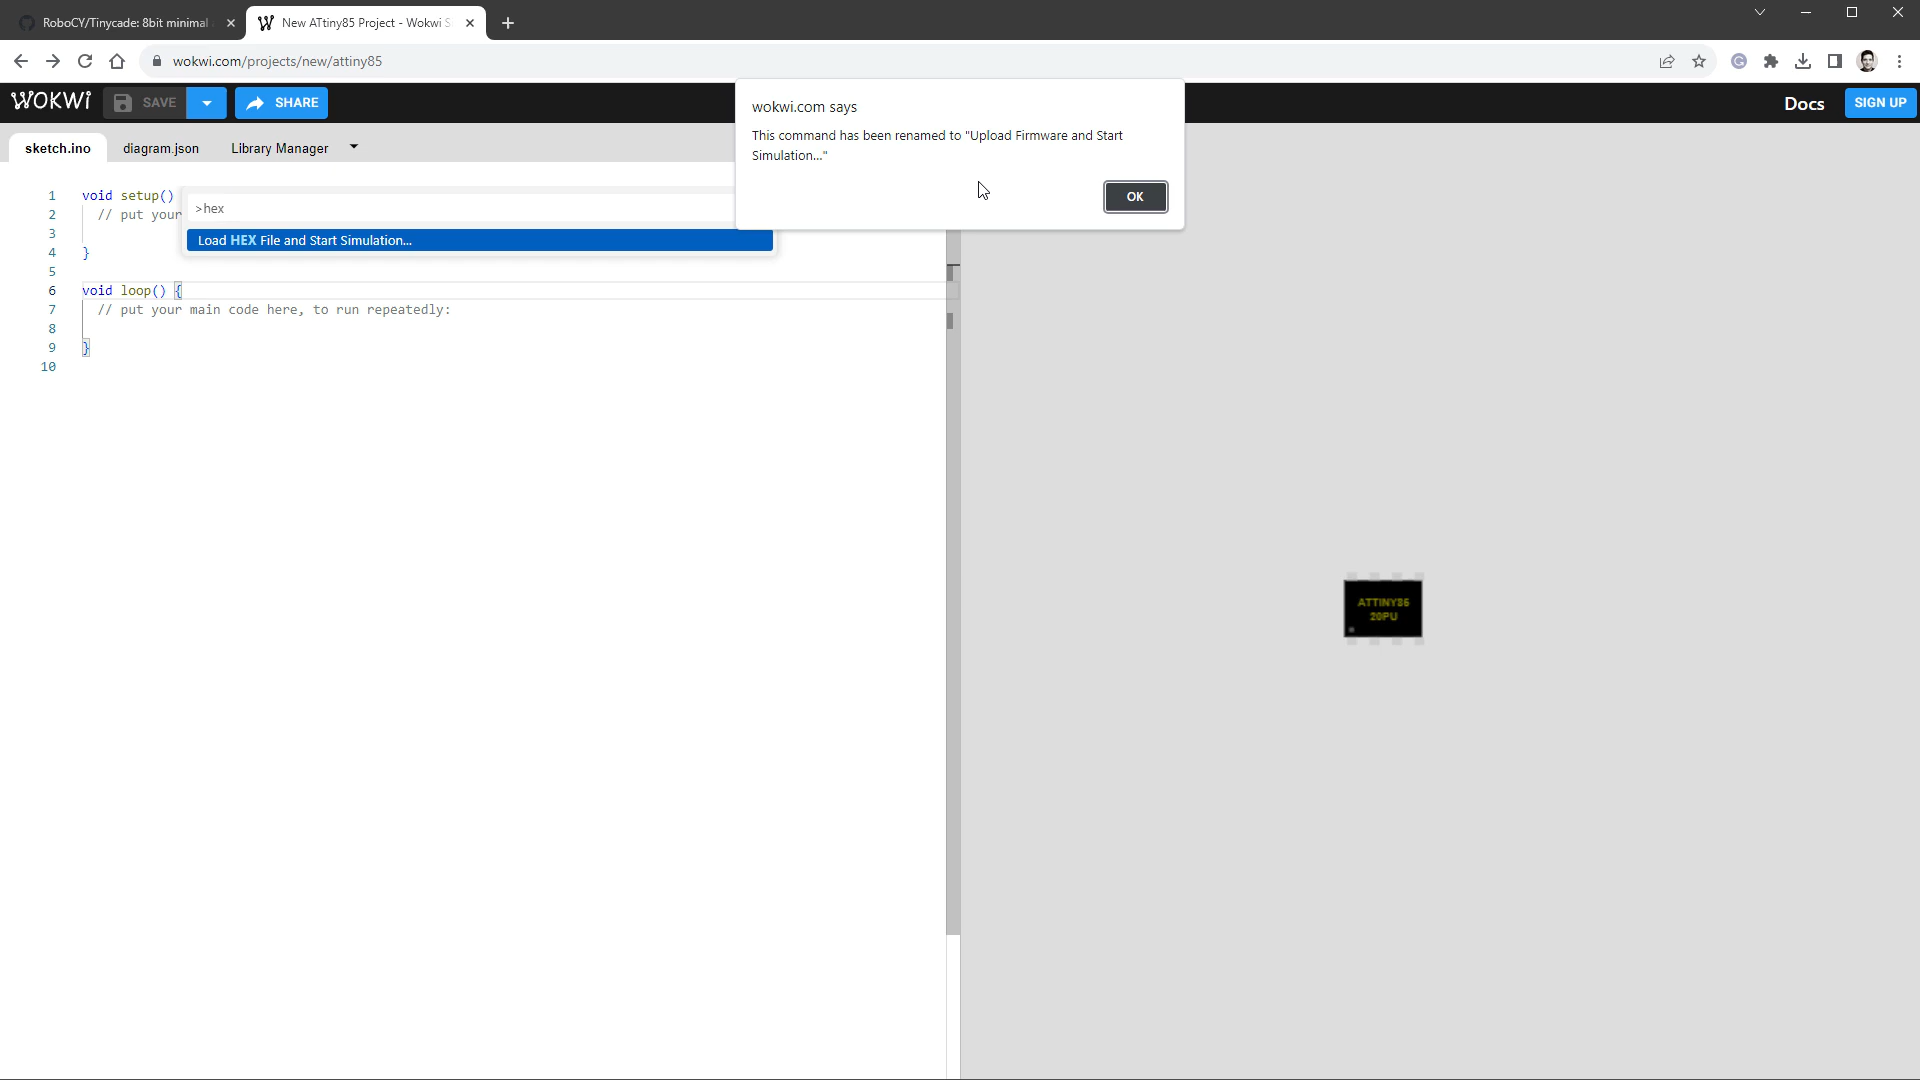 RoboCY/Tinycade: 8bit minimal
New ATtiny85 Project - Wokwi S
wokwi.com/projects/new/attiny85
WOKWI
SAVE
SHARE
Docs
SIGN UP
wokwi.com says
This command has been renamed to "Upload Firmware and Start
Simulation..."
OK
sketch.ino
diagram.json
Library Manager
>hex
Load HEX File and Start Simulation...
1 void setup()
2 // put your
3
4 }
5
6 void loop() {
7 // put your main code here, to run repeatedly:
8
9 }
10
ATTINY85
20PU